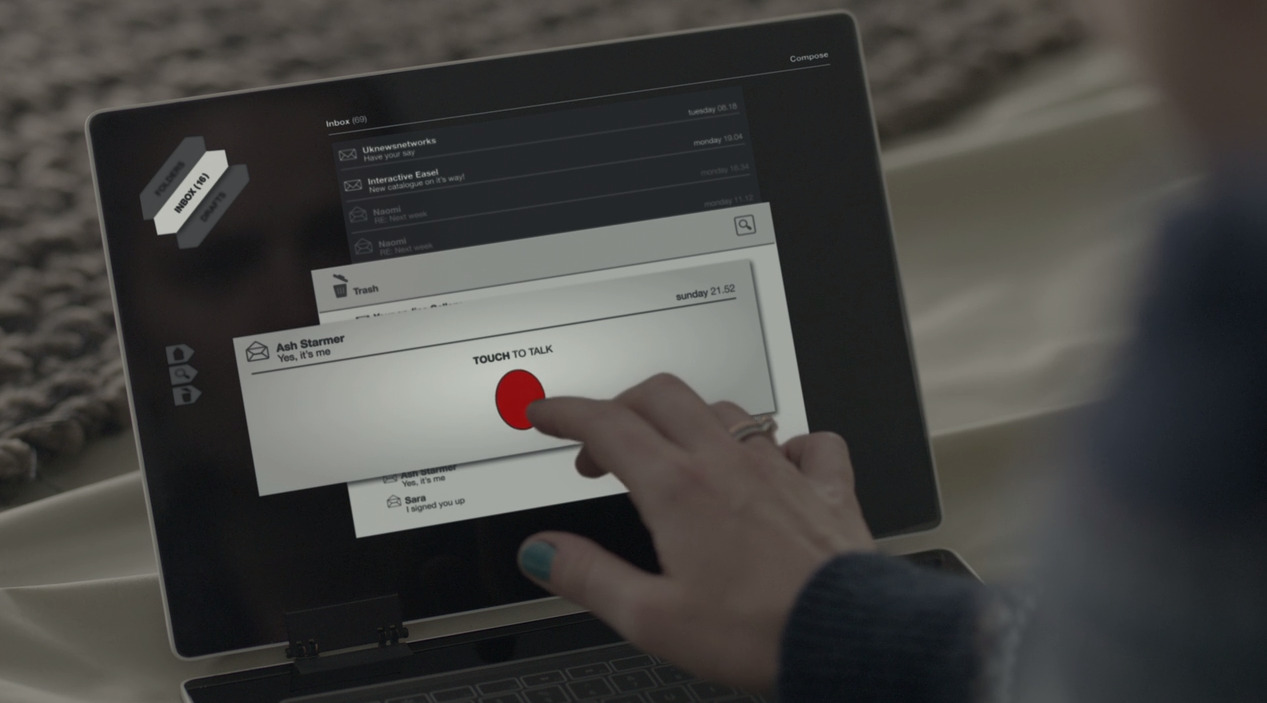 Compose
Inbox (69)
Uknewsnetworks
Have your say
tuesday 08.18
Interactive Easel
New catalogue on it's way!
monday 19.04
Naomi
RE: Next week
monday 16.34
Naomi
RE: Next week
monday 11.12
FOLDERS
INBOX (16)
DRAFTS
Trash
Ash Starmer
Yes, it's me
sunday 21.52
TOUCH TO TALK
Ash Starmer
Yes, it's me
Sara
I signed you up